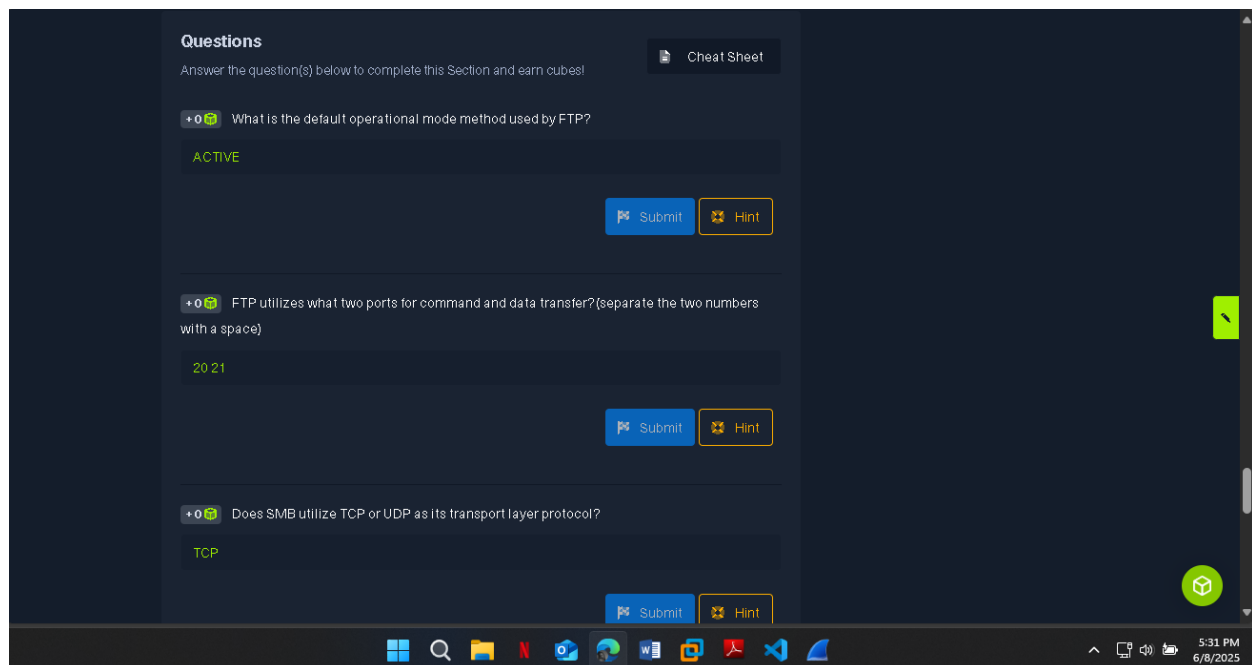 Questions
Cheat Sheet
Answer the question(s) below to complete this Section and earn cubes!
+0 What is the default operational mode method used by FTP?
ACTIVE
Submit Hint
+0 FTP utilizes what two ports for command and data transfer?(separate the two numbers
with a space)
20 21
Submit Hint
+0 Does SMB utilize TCP or UDP as its transport layer protocol?
TCP
Submit Hint
5:31 PM
6/8/2025